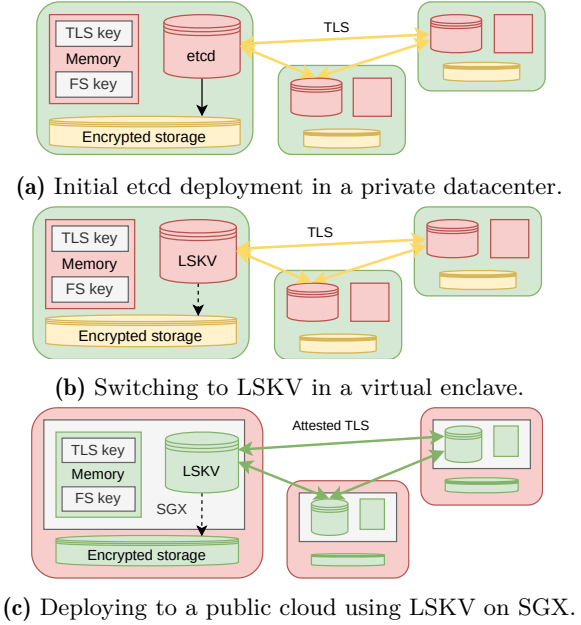 TLS key
Memory
FS key
etcd
TLS
Encrypted storage
(a) Initial etcd deployment in a private datacenter.
TLS key
Memory
FS key
LSKV
TLS
Encrypted storage
(b) Switching to LSKV in a virtual enclave.
TLS key
Memory
FS key
LSKV
SGX
Attested TLS
Encrypted storage
(c) Deploying to a public cloud using LSKV on SGX.